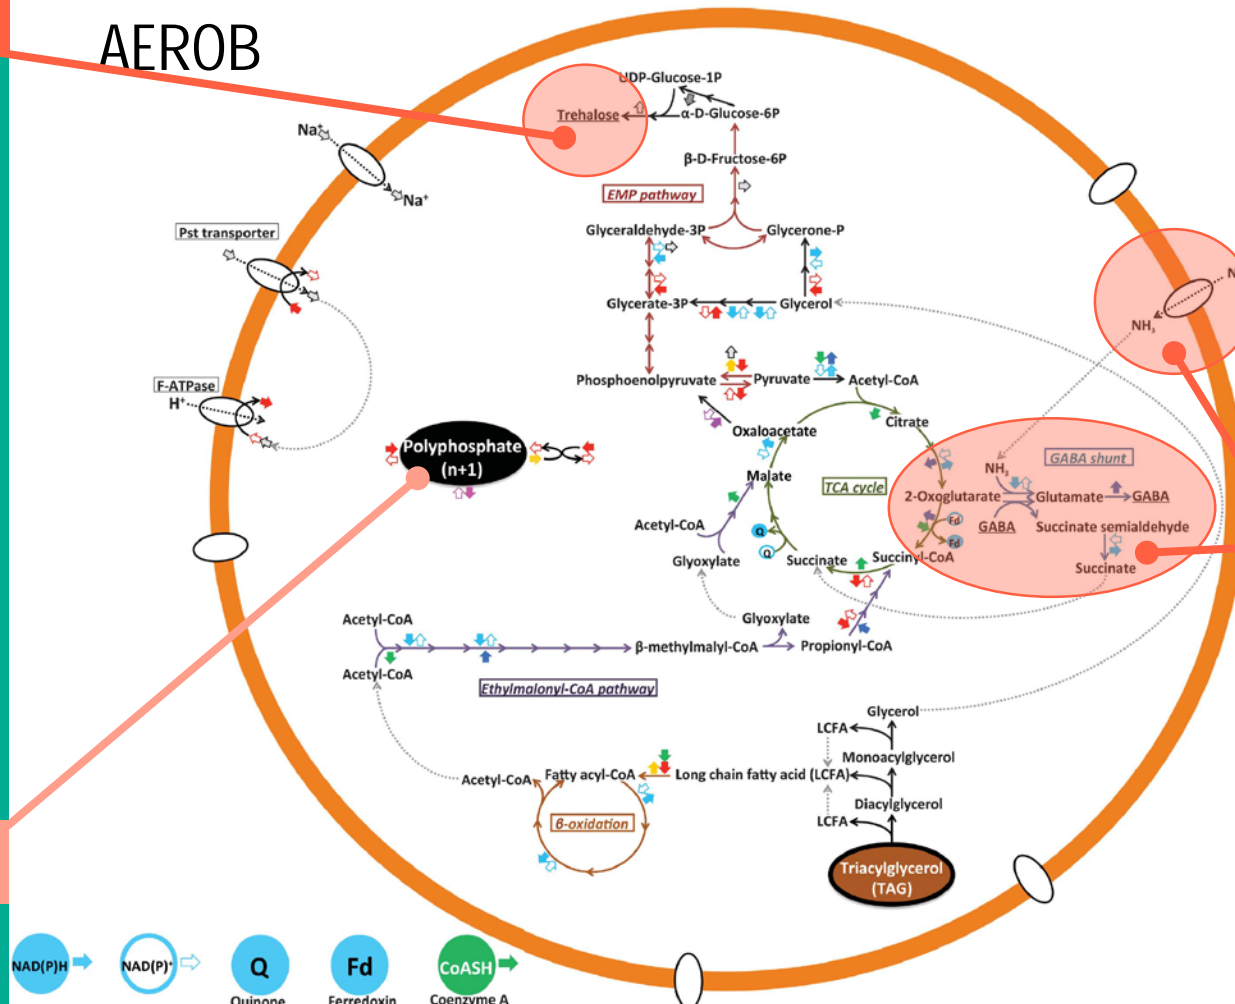 AEROB
UDP-Glucose-1P
Trehalose
α-D-Glucose-6P
Na⁺
Na⁺
β-D-Fructose-6P
EMP pathway
Pst transporter
Glyceraldehyde-3P
Glycerone-P
Glycerate-3P
Glycerol
NH₃
F-ATPase
H⁺
Phosphoenolpyruvate
Pyruvate
Acetyl-CoA
Citrate
Oxaloacetate
Polyphosphate
(n+1)
Malate
TCA cycle
NH₃
GABA shunt
2-Oxoglutarate
Glutamate
GABA
Fd
GABA
Succinate semialdehyde
Fd
Acetyl-CoA
Q
Q
Glyoxylate
Succinate
Succinyl-CoA
Succinate
Acetyl-CoA
Glyoxylate
β-methylmalyl-CoA
Propionyl-CoA
Acetyl-CoA
Ethylmalonyl-CoA pathway
Glycerol
LCFA
Monoacylglycerol
Acetyl-CoA
Fatty acyl-CoA
Long chain fatty acid (LCFA)
Diacylglycerol
β-oxidation
LCFA
Triacylglycerol
(TAG)
NAD(P)H
NAD(P)⁺
Q
Fd
CoASH
Quinone
Ferredoxin
Coenzyme A